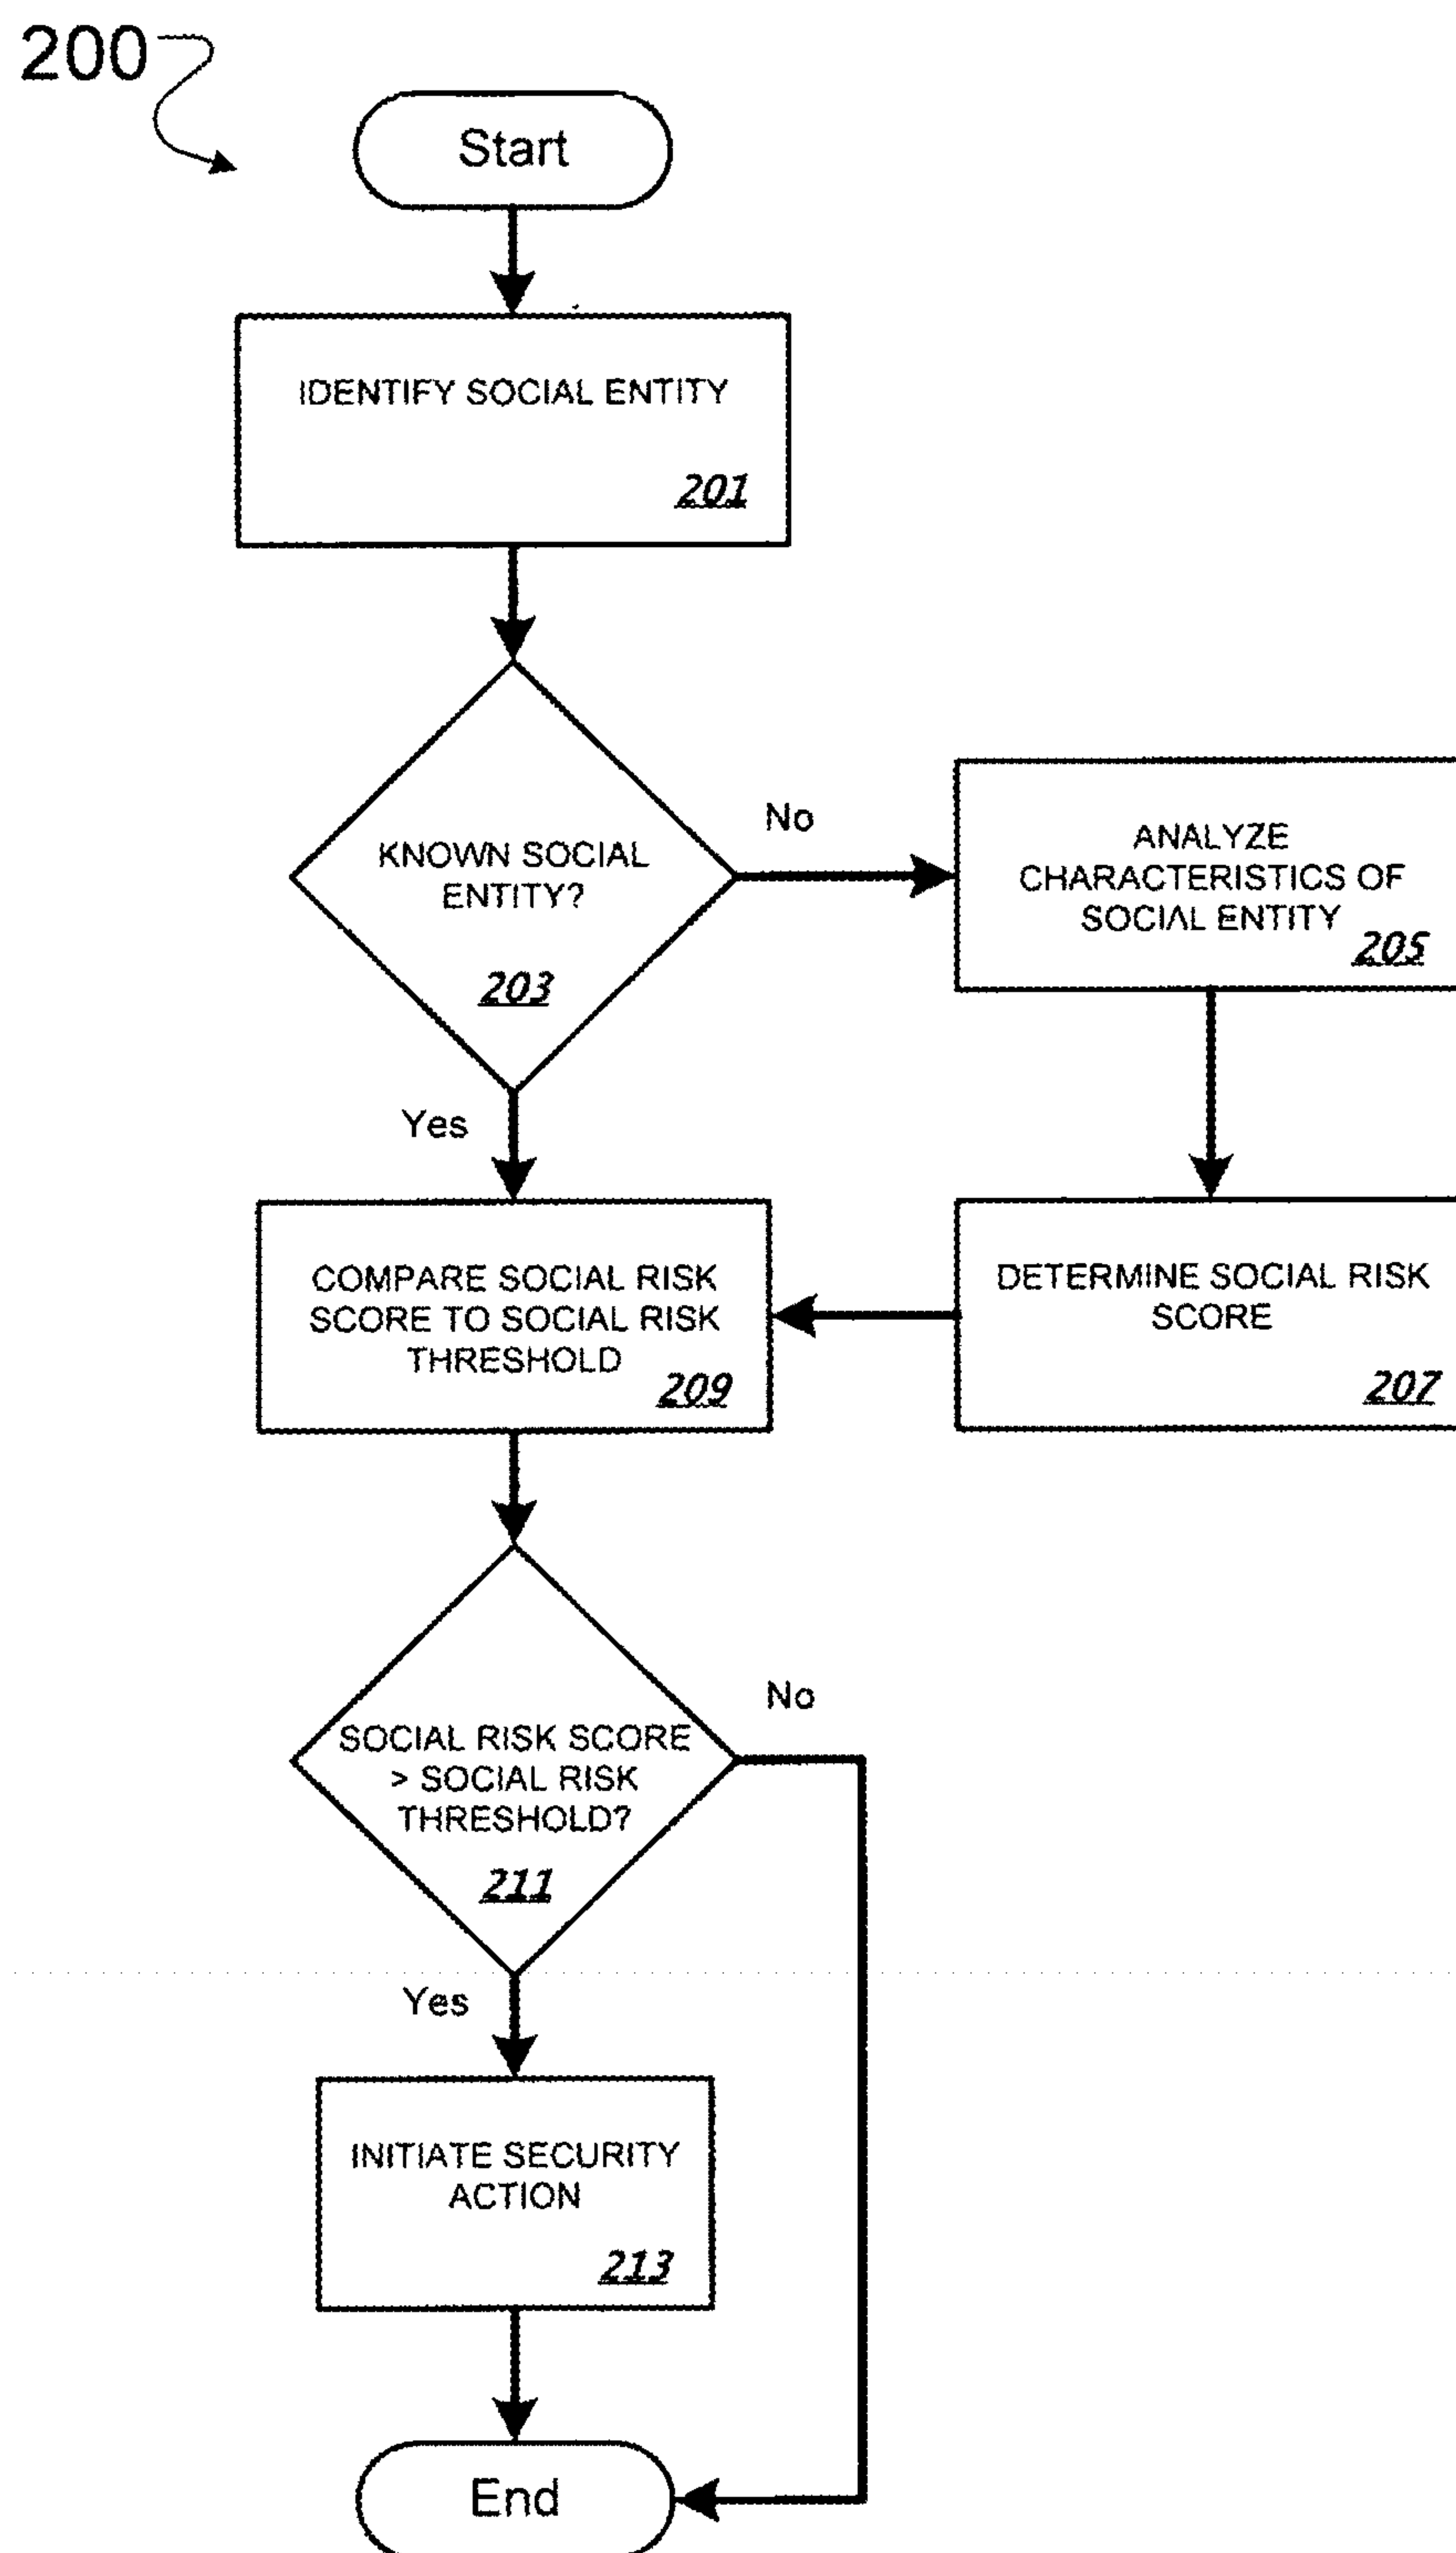 200
Start
IDENTIFY SOCIAL ENTITY
201
KNOWN SOCIAL
ENTITY?
203
No
ANALYZE
CHARACTERISTICS OF
SOCIAL ENTITY
205
Yes
COMPARE SOCIAL RISK
SCORE TO SOCIAL RISK
THRESHOLD
209
DETERMINE SOCIAL RISK
SCORE
207
SOCIAL RISK SCORE
> SOCIAL RISK
THRESHOLD?
211
No
Yes
INITIATE SECURITY
ACTION
213
End